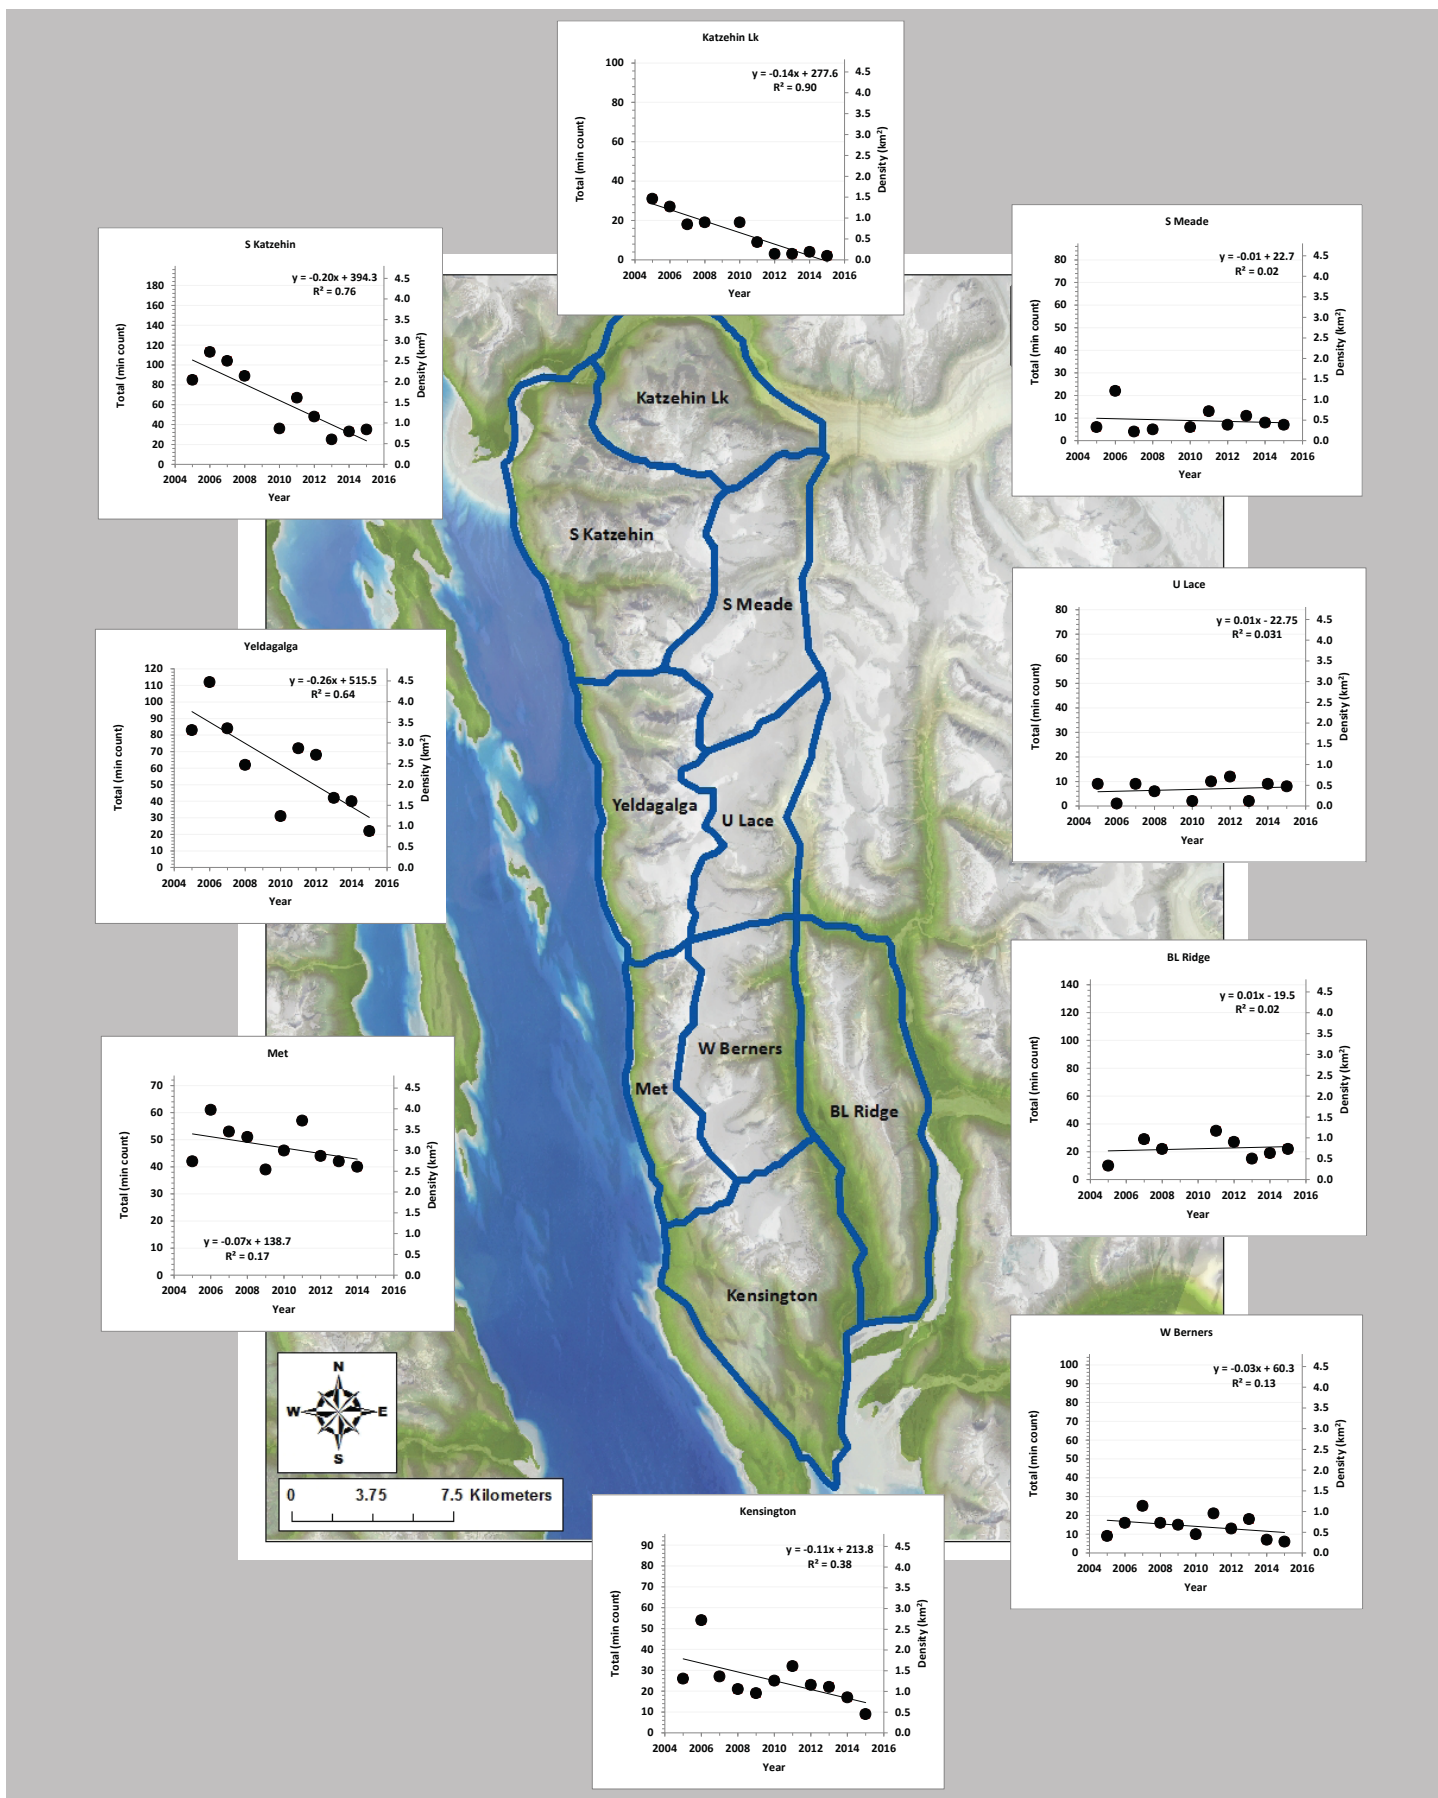 Katzehin Lk
y = -0.14x + 277.6
R² = 0.90
Total (min count)
100
80
60
40
20
0
4.5
4.0
3.5
3.0
2.5
2.0
1.5
1.0
0.5
0.0
Density (km²)
2004 2006 2008 2010 2012 2014 2016
Year
S Katzehin
y = -0.20x + 394.3
R² = 0.76
Total (min count)
180
160
140
120
100
80
60
40
20
0
4.5
4.0
3.5
3.0
2.5
2.0
1.5
1.0
0.5
0.0
Density (km²)
2004 2006 2008 2010 2012 2014 2016
Year
S Meade
y = -0.01 + 22.7
R² = 0.02
Total (min count)
80
70
60
50
40
30
20
10
0
4.5
4.0
3.5
3.0
2.5
2.0
1.5
1.0
0.5
0.0
Density (km²)
2004 2006 2008 2010 2012 2014 2016
Year
Yeldagalga
y = -0.26x + 515.5
R² = 0.64
Total (min count)
120
110
100
90
80
70
60
50
40
30
20
10
0
4.5
4.0
3.5
3.0
2.5
2.0
1.5
1.0
0.5
0.0
Density (km²)
2004 2006 2008 2010 2012 2014 2016
Year
U Lace
y = 0.01x - 22.75
R² = 0.031
Total (min count)
80
70
60
50
40
30
20
10
0
4.5
4.0
3.5
3.0
2.5
2.0
1.5
1.0
0.5
0.0
Density (km²)
2004 2006 2008 2010 2012 2014 2016
Year
Met
y = -0.07x + 138.7
R² = 0.17
Total (min count)
70
60
50
40
30
20
10
0
4.5
4.0
3.5
3.0
2.5
2.0
1.5
1.0
0.5
0.0
Density (km²)
2004 2006 2008 2010 2012 2014 2016
Year
BL Ridge
y = 0.01x - 19.5
R² = 0.02
Total (min count)
140
120
100
80
60
40
20
0
4.5
4.0
3.5
3.0
2.5
2.0
1.5
1.0
0.5
0.0
Density (km²)
2004 2006 2008 2010 2012 2014 2016
Year
W Berners
y = -0.03x + 60.3
R² = 0.13
Total (min count)
100
90
80
70
60
50
40
30
20
10
0
4.5
4.0
3.5
3.0
2.5
2.0
1.5
1.0
0.5
0.0
Density (km²)
2004 2006 2008 2010 2012 2014 2016
Year
Kensington
y = -0.11x + 213.8
R² = 0.38
Total (min count)
90
80
70
60
50
40
30
20
10
0
4.5
4.0
3.5
3.0
2.5
2.0
1.5
1.0
0.5
0.0
Density (km²)
2004 2006 2008 2010 2012 2014 2016
Year
Katzehin Lk
S Katzehin
S Meade
Yeldagalga
U Lace
W Berners
Met
BL Ridge
Kensington
N
W E
S
0 3.75 7.5 Kilometers